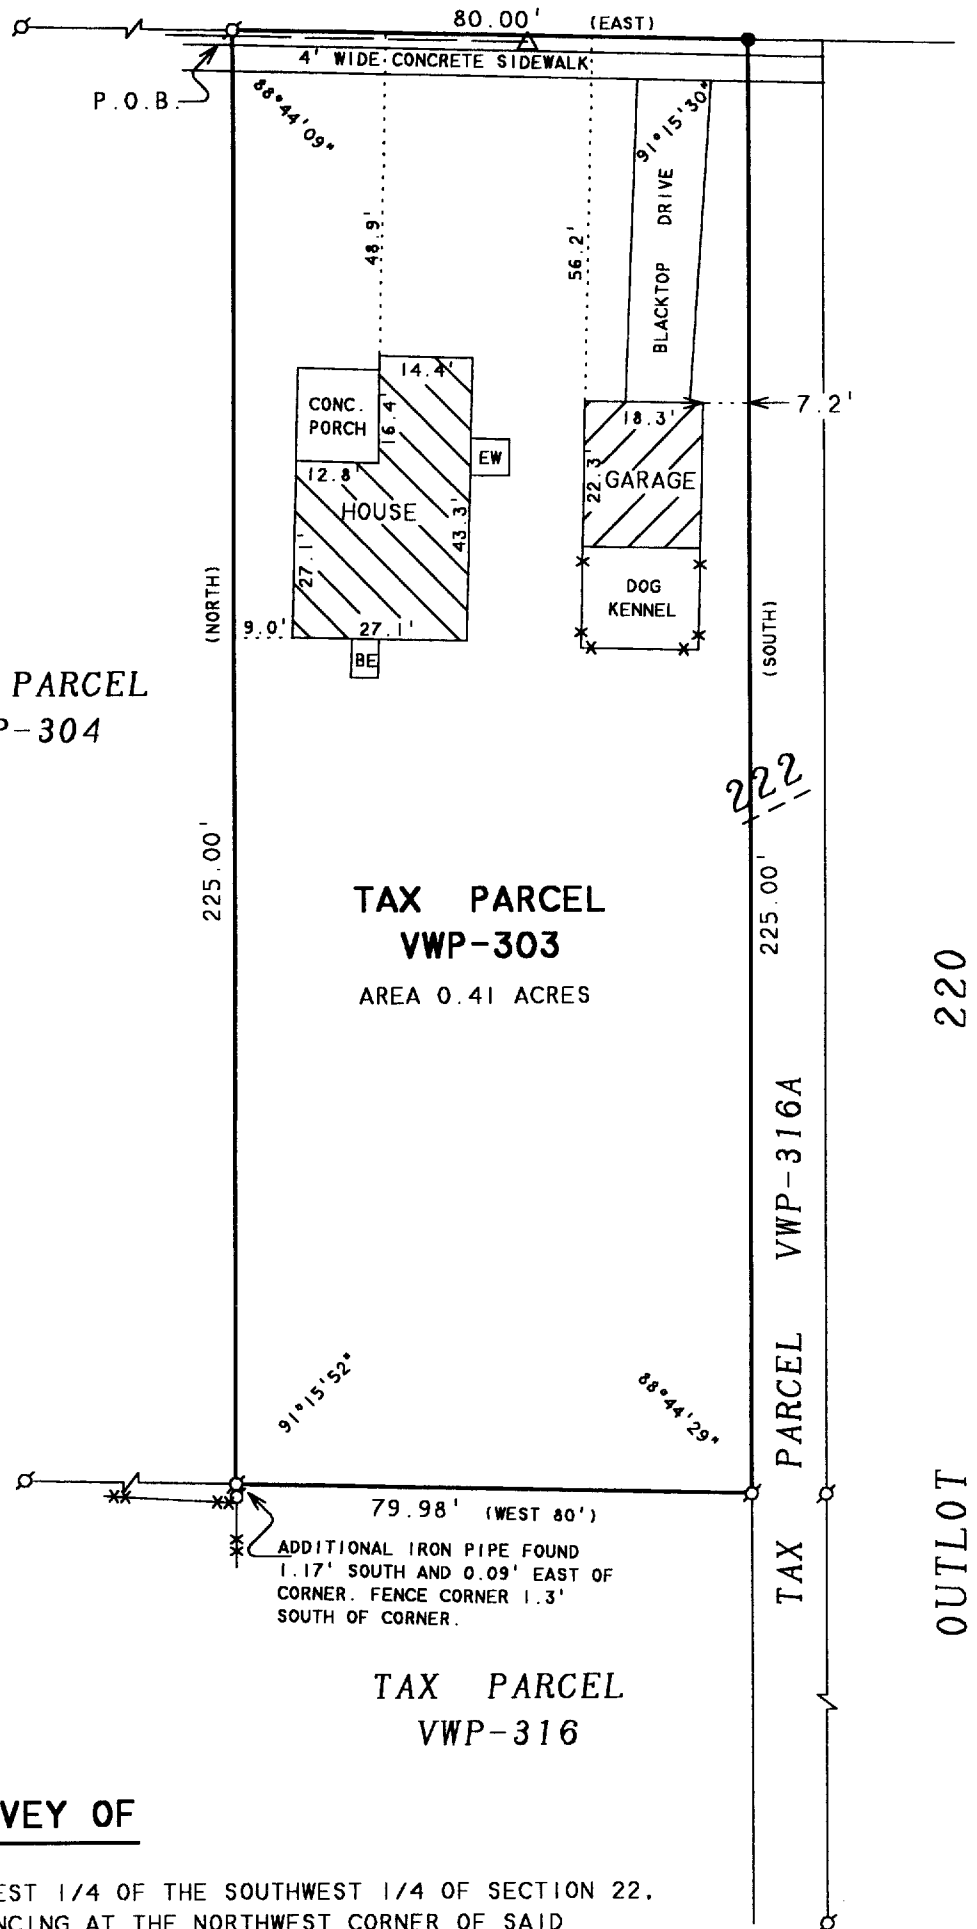 80.00' (EAST)
4' WIDE CONCRETE SIDEWALK
P.O.B.
88°44'09"
91°15'30"
BLACKTOP DRIVE
48.9'
56.2'
14.4'
CONC.
PORCH
16.4'
7.2'
18.3'
EW
12.8'
22.3'
GARAGE
HOUSE
43.3'
27.1'
DOG
KENNEL
(NORTH)
(SOUTH)
9.0'
27.1'
BE
PARCEL
P-304
222
225.00'
225.00'
TAX PARCEL
VWP-303
AREA 0.41 ACRES
220
OUTLOT
TAX PARCEL VWP-316A
91°15'52"
88°44'29"
79.98' (WEST 80')
ADDITIONAL IRON PIPE FOUND
1.17' SOUTH AND 0.09' EAST OF
CORNER. FENCE CORNER 1.3'
SOUTH OF CORNER.
TAX PARCEL
VWP-316
VEY OF
EST 1/4 OF THE SOUTHWEST 1/4 OF SECTION 22,
NCING AT THE NORTHWEST CORNER OF SAID